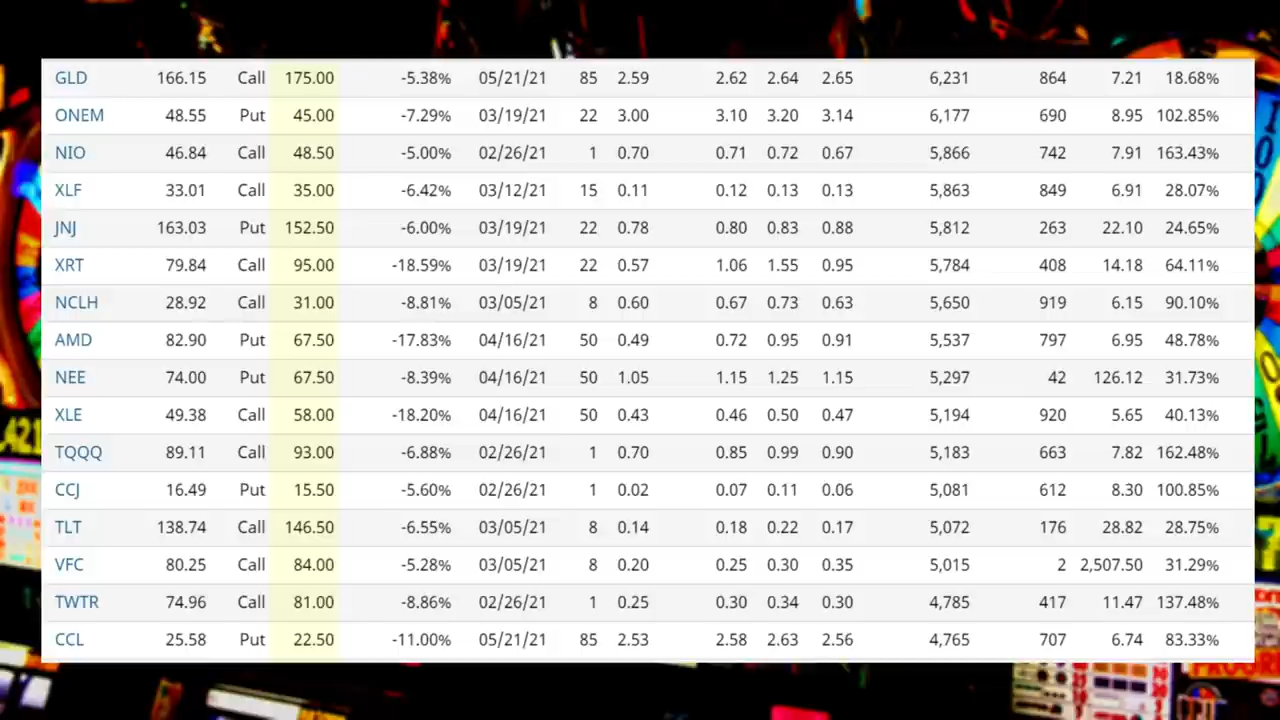 GLD 166.15 Call 175.00 -5.38% 05/21/21 85 2.59 2.62 2.64 2.65 6,231 864 7.21 18.68%
ONEM 48.55 Put 45.00 -7.29% 03/19/21 22 3.00 3.10 3.20 3.14 6,177 690 8.95 102.85%
NIO 46.84 Call 48.50 -5.00% 02/26/21 1 0.70 0.71 0.72 0.67 5,866 742 7.91 163.43%
XLF 33.01 Call 35.00 -6.42% 03/12/21 15 0.11 0.12 0.13 0.13 5,863 849 6.91 28.07%
JNJ 163.03 Put 152.50 -6.00% 03/19/21 22 0.78 0.80 0.83 0.88 5,812 263 22.10 24.65%
XRT 79.84 Call 95.00 -18.59% 03/19/21 22 0.57 1.06 1.55 0.95 5,784 408 14.18 64.11%
NCLH 28.92 Call 31.00 -8.81% 03/05/21 8 0.60 0.67 0.73 0.63 5,650 919 6.15 90.10%
AMD 82.90 Put 67.50 -17.83% 04/16/21 50 0.49 0.72 0.95 0.91 5,537 797 6.95 48.78%
NEE 74.00 Put 67.50 -8.39% 04/16/21 50 1.05 1.15 1.25 1.15 5,297 42 126.12 31.73%
XLE 49.38 Call 58.00 -18.20% 04/16/21 50 0.43 0.46 0.50 0.47 5,194 920 5.65 40.13%
TQQQ 89.11 Call 93.00 -6.88% 02/26/21 1 0.70 0.85 0.99 0.90 5,183 663 7.82 162.48%
CCJ 16.49 Put 15.50 -5.60% 02/26/21 1 0.02 0.07 0.11 0.06 5,081 612 8.30 100.85%
TLT 138.74 Call 146.50 -6.55% 03/05/21 8 0.14 0.18 0.22 0.17 5,072 176 28.82 28.75%
VFC 80.25 Call 84.00 -5.28% 03/05/21 8 0.20 0.25 0.30 0.35 5,015 2 2,507.50 31.29%
TWTR 74.96 Call 81.00 -8.86% 02/26/21 1 0.25 0.30 0.34 0.30 4,785 417 11.47 137.48%
CCL 25.58 Put 22.50 -11.00% 05/21/21 85 2.53 2.58 2.63 2.56 4,765 707 6.74 83.33%